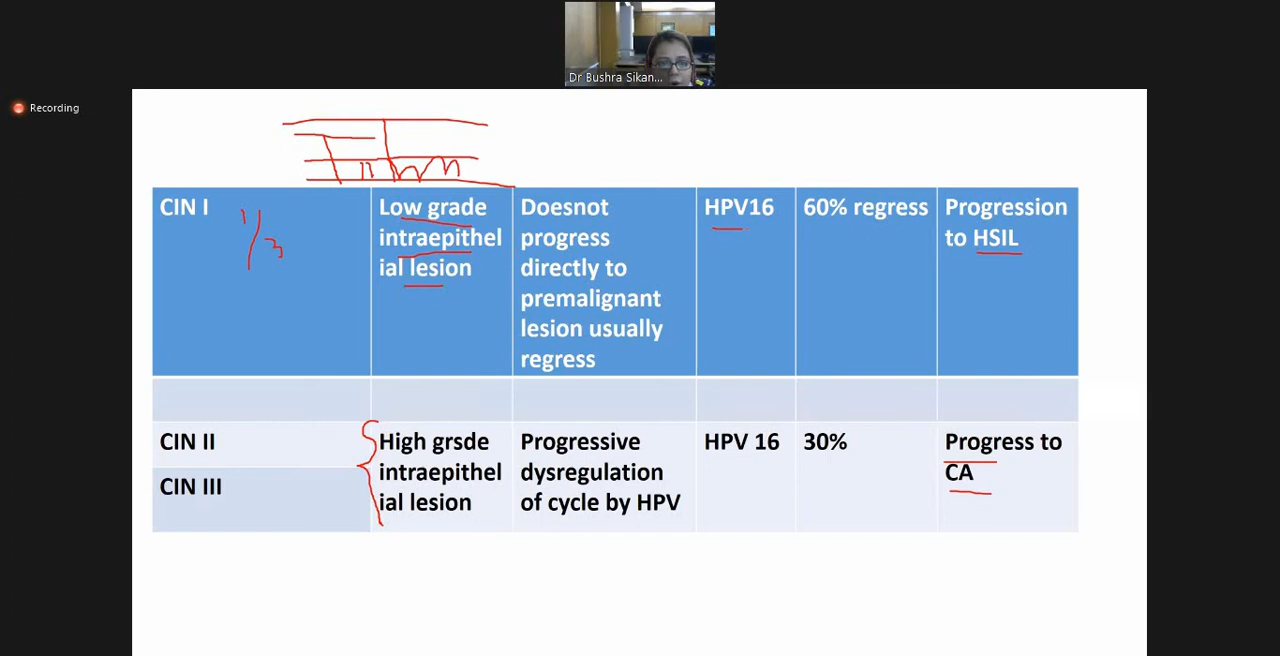 Dr Bushra Sikan...
Recording
CIN I
1/3
Low grade
intraepithel
ial lesion
Doesnot
progress
directly to
premalignant
lesion usually
regress
HPV16
60% regress
Progression
to HSIL
CIN II
CIN III
High grsde
intraepithel
ial lesion
Progressive
dysregulation
of cycle by HPV
HPV 16
30%
Progress to
CA